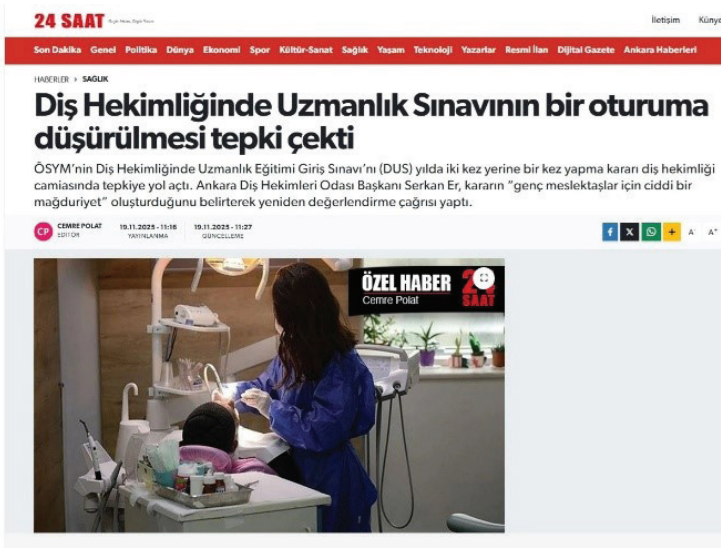 24 SAAT
İletişim Künye
Son Dakika Genel Politika Dünya Ekonomi Spor Kültür-Sanat Sağlık Yaşam Teknoloji Yazarlar Resmi İlan Dijital Gazete Ankara Haberleri
HABERLER > SAĞLIK
Diş Hekimliğinde Uzmanlık Sınavının bir oturuma
düşürülmesi tepki çekti
ÖSYM'nin Diş Hekimliğinde Uzmanlık Eğitimi Giriş Sınavı'nı (DUS) yılda iki kez yerine bir kez yapma kararı diş hekimliği
camiasında tepkiye yol açtı. Ankara Diş Hekimleri Odası Başkanı Serkan Er, kararın “genç meslektaşlar için ciddi bir
mağduriyet” oluşturduğunu belirterek yeniden değerlendirme çağrısı yaptı.
CP CEMRE POLAT 19.11.2025 - 11:16 19.11.2025 - 11:27
EDİTÖR YAYINLANMA GÜNCELLEME
A- A+
ÖZEL HABER
Cemre Polat
24 SAAT